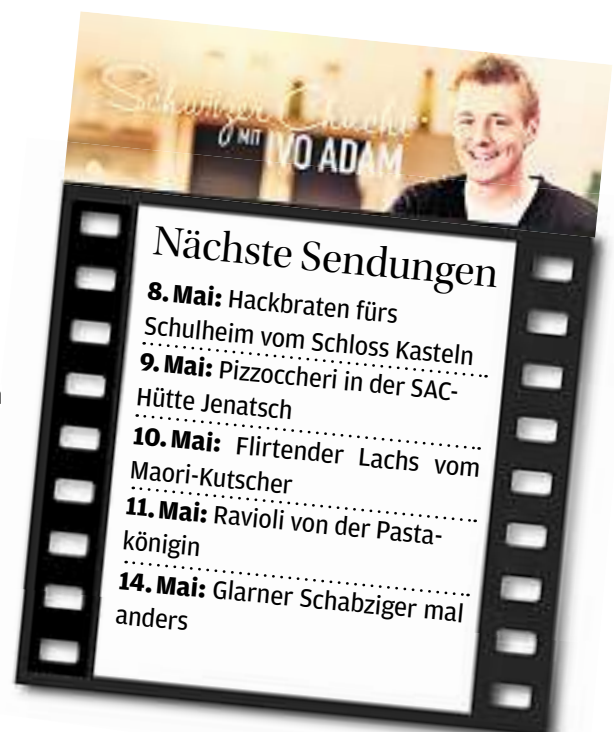 Schwiizer Chuchi
MIT IVO ADAM
Nächste Sendungen
8. Mai: Hackbraten fürs
Schulheim vom Schloss Kasteln
9. Mai: Pizzoccheri in der SAC-
Hütte Jenatsch
10. Mai: Flirtender Lachs vom
Maori-Kutscher
11. Mai: Ravioli von der Pasta-
königin
14. Mai: Glarner Schabziger mal
anders